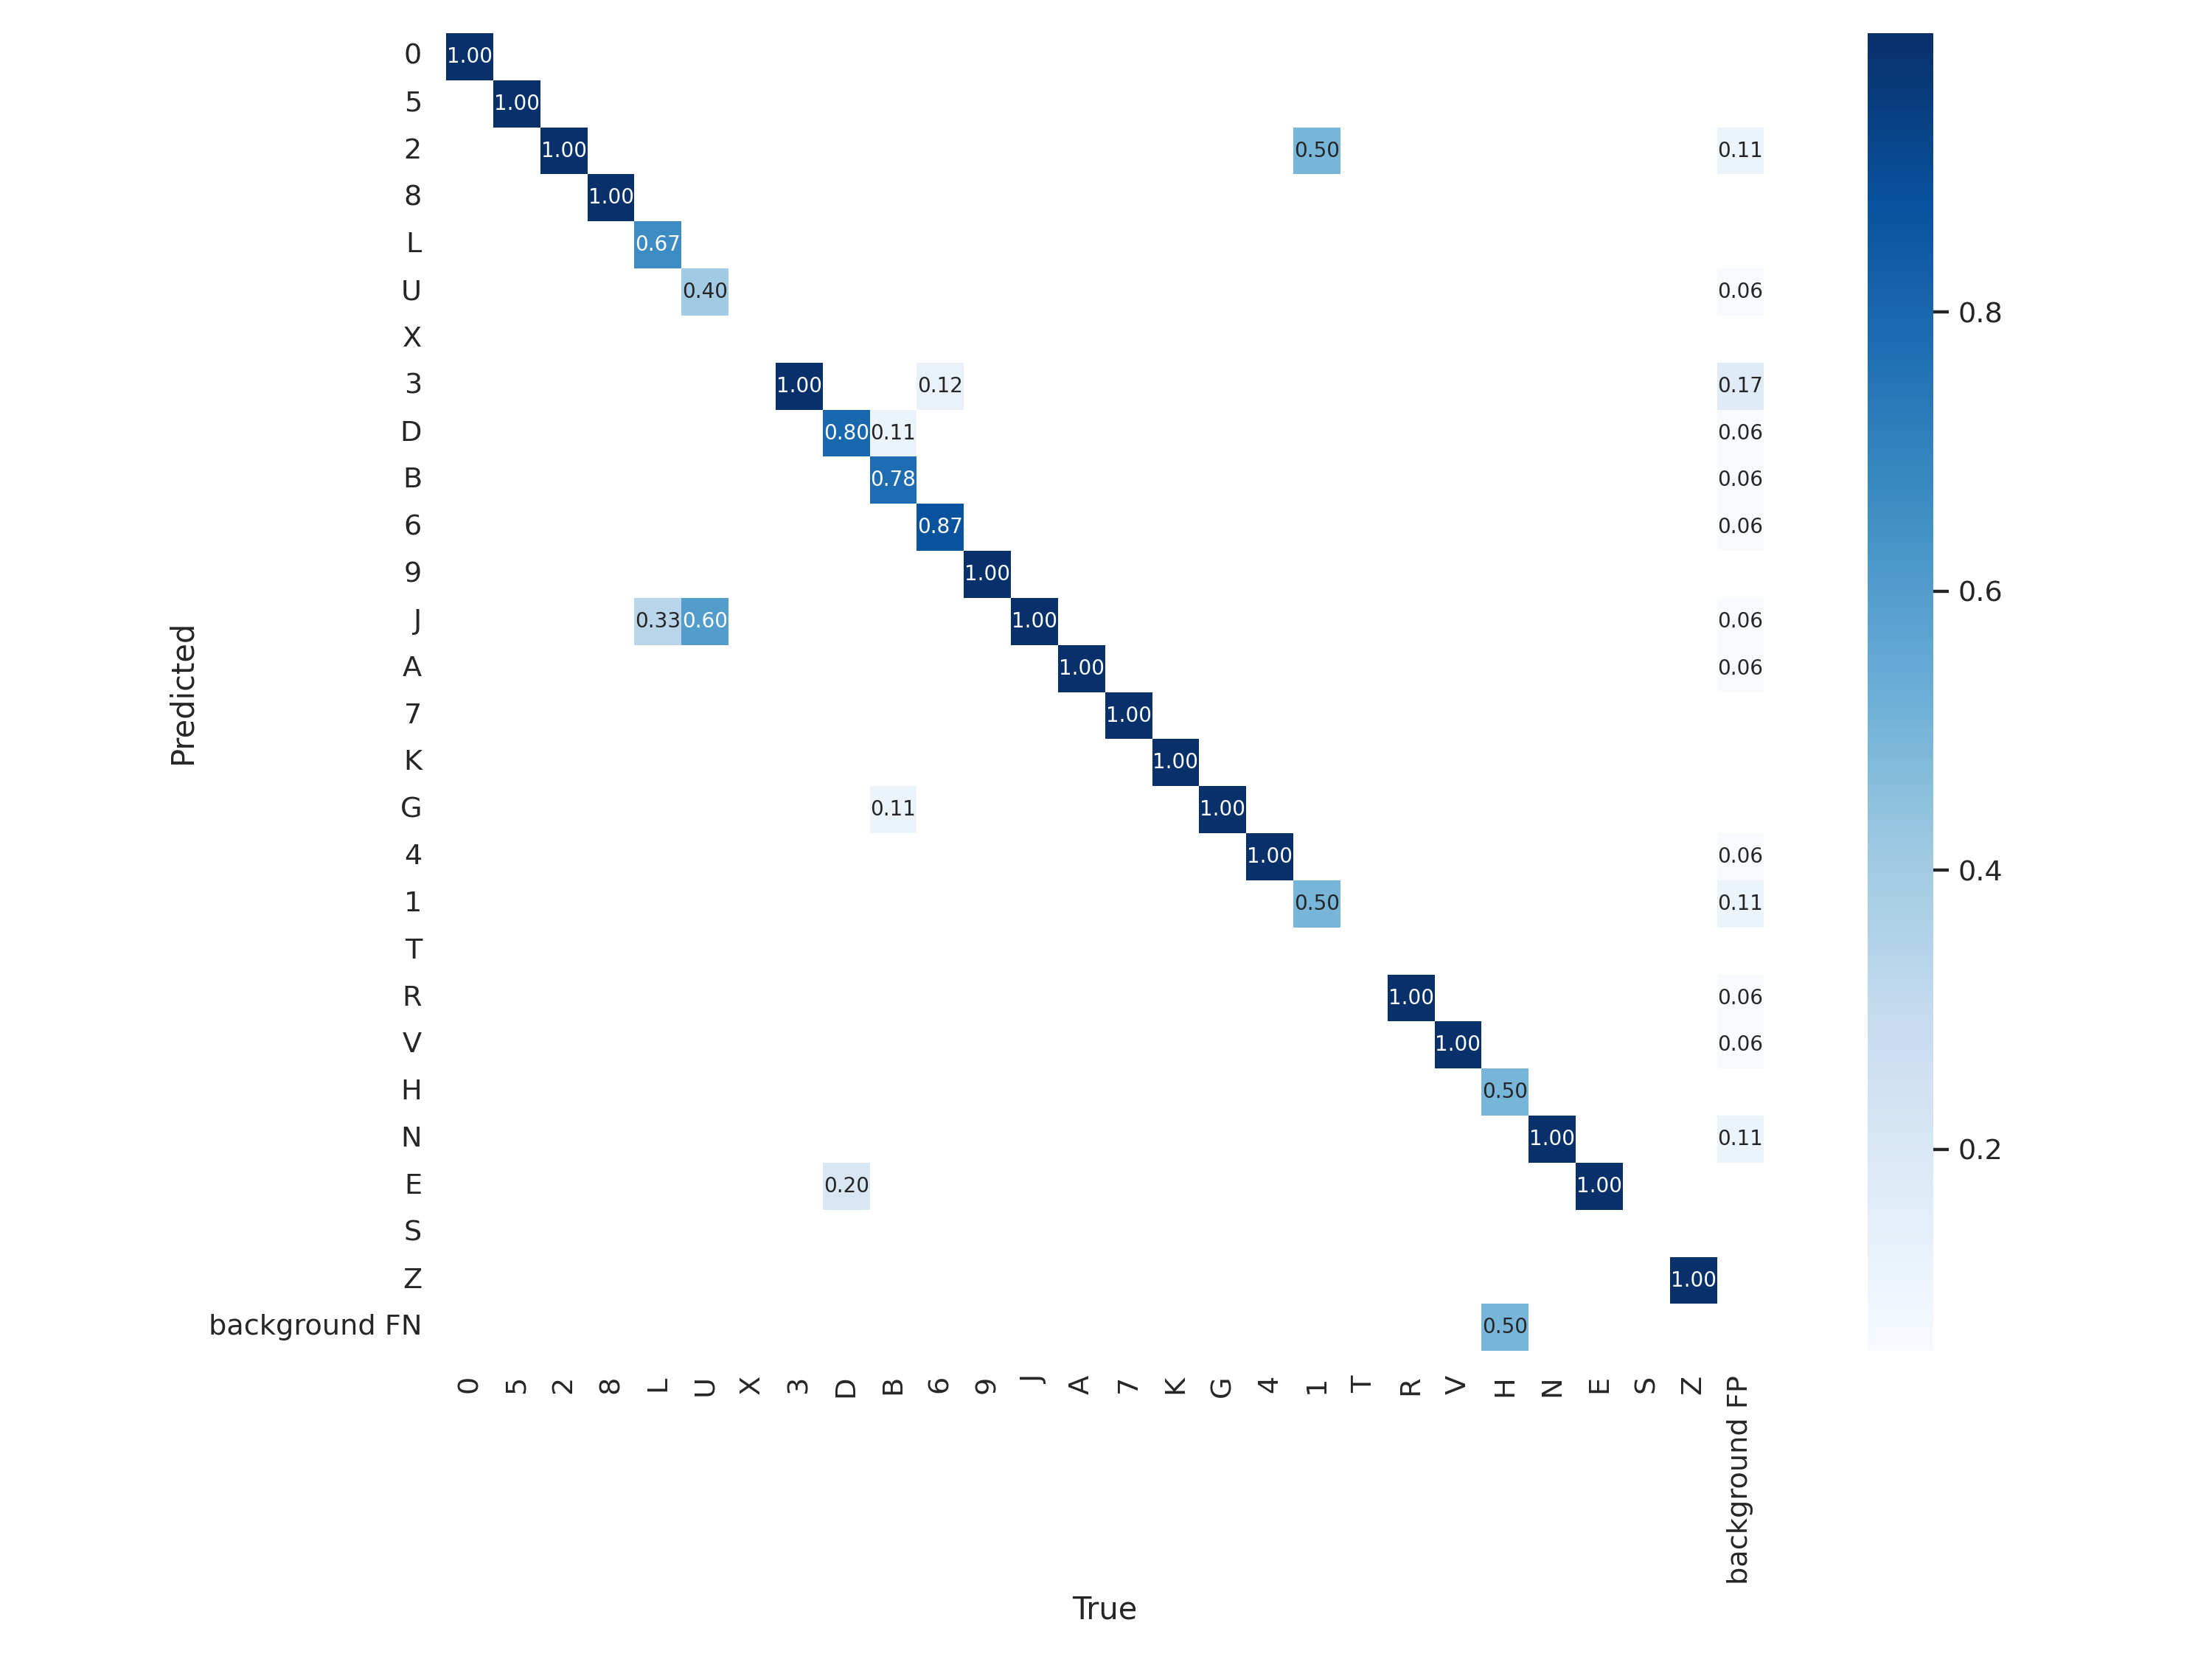 0 1.00
5 1.00
2 1.00 0.50 0.11
8 1.00
L 0.67
U 0.40 0.06
X
3 1.00 0.12 0.17
D 0.80 0.11 0.06
B 0.78 0.06
6 0.87 0.06
9 1.00
J 0.33 0.60 1.00 0.06
A 1.00 0.06
7 1.00
K 1.00
G 0.11 1.00
4 1.00 0.06
1 0.50 0.11
T
R 1.00 0.06
V 1.00 0.06
H 0.50
N 1.00 0.11
E 0.20 1.00
S
Z 1.00
background FN 0.50
0 5 2 8 L U X 3 D B 6 9 J A 7 K G 4 1 T R V H N E S Z background FP
Predicted
True
0.8
0.6
0.4
0.2